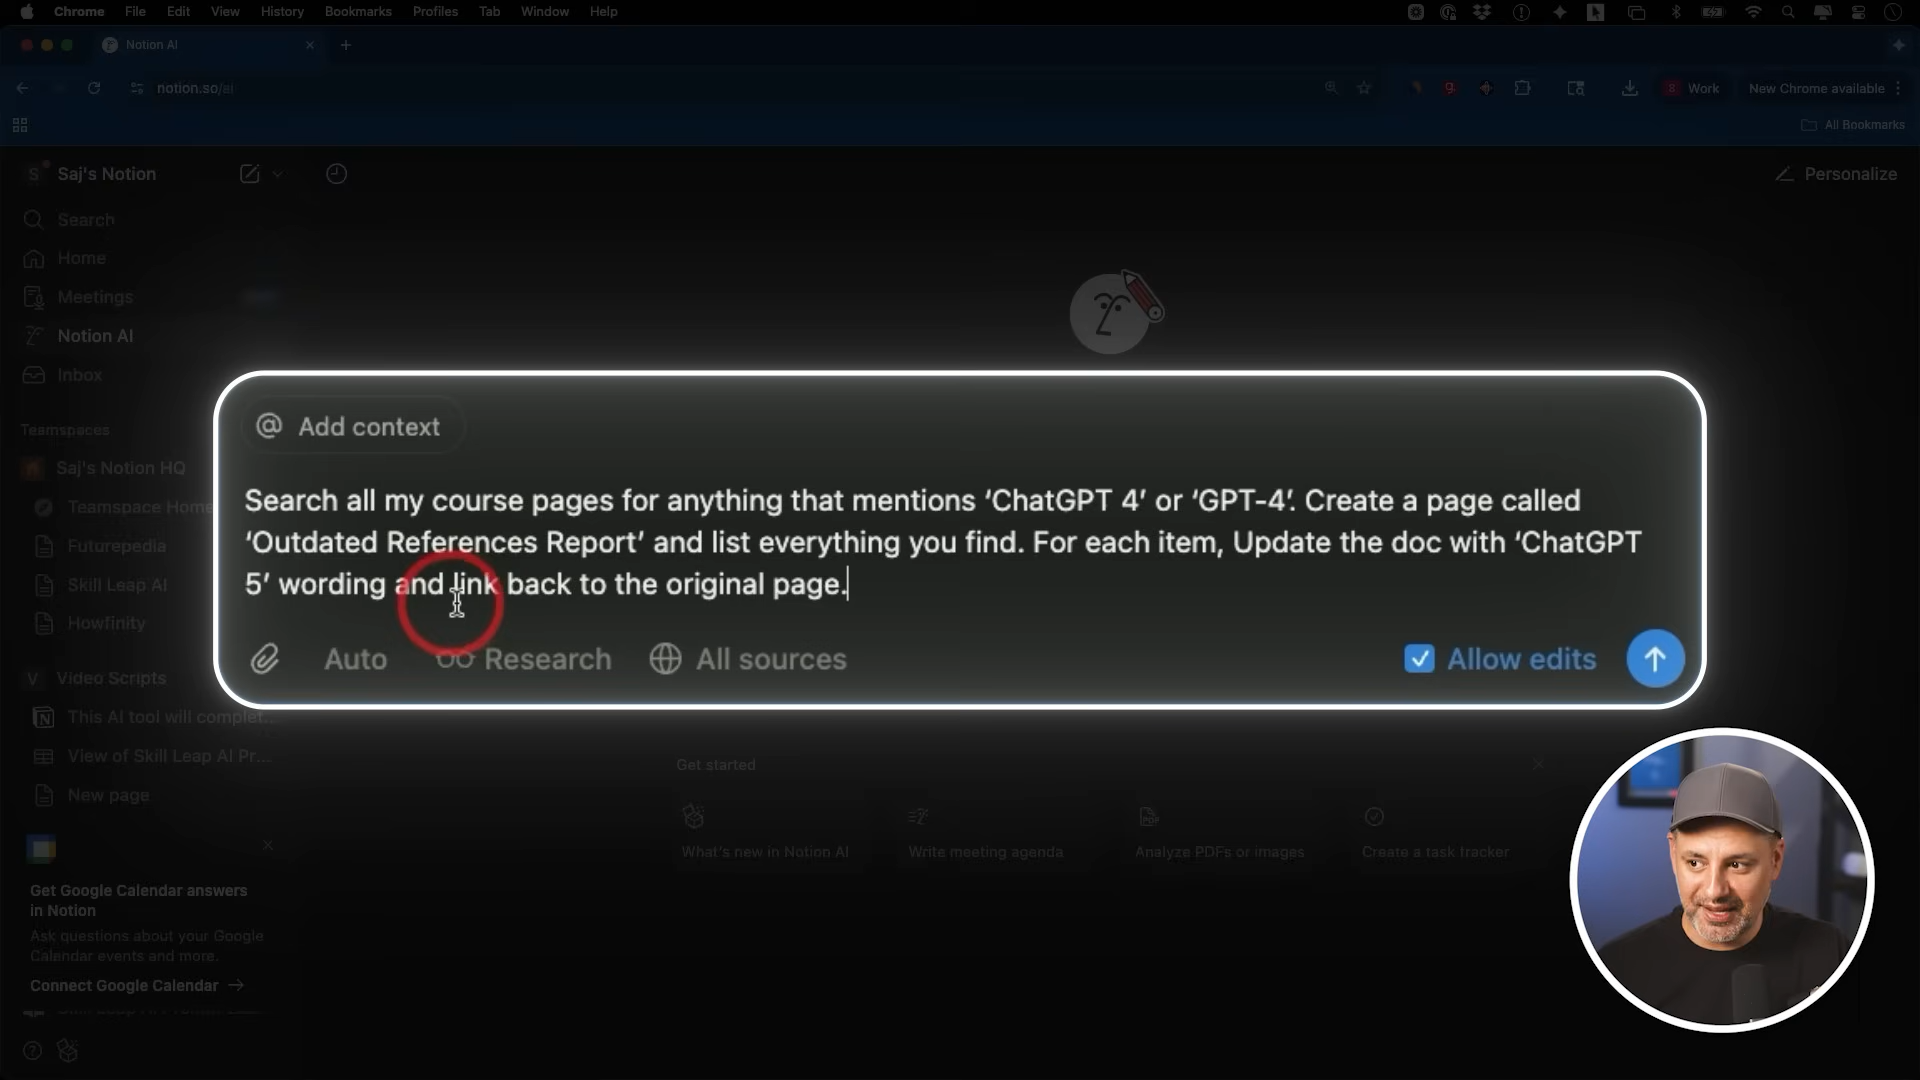 Chrome File Edit View History Bookmarks Profiles Tab Window Help
Notion AI
notion.so/ai
Work
New Chrome available
All Bookmarks
S Saj's Notion
Personalize
Search
Home
Meetings
Notion AI
Inbox
Teamspaces
Saj's Notion HQ
Teamspace Home
Futurepedia
Skill Leap AI
Howfinity
V Video Scripts
This AI tool will complet...
View of Skill Leap AI Pr...
New page
Get Google Calendar answers
in Notion
Ask questions about your Google
Calendar events and more.
Connect Google Calendar →
@ Add context
Search all my course pages for anything that mentions ‘ChatGPT 4’ or ‘GPT-4’. Create a page called
‘Outdated References Report’ and list everything you find. For each item, Update the doc with ‘ChatGPT
5’ wording and link back to the original page.
Auto Research All sources
Allow edits
Get started
What's new in Notion AI
Write meeting agenda
PDF
Analyze PDFs or images
Create a task tracker